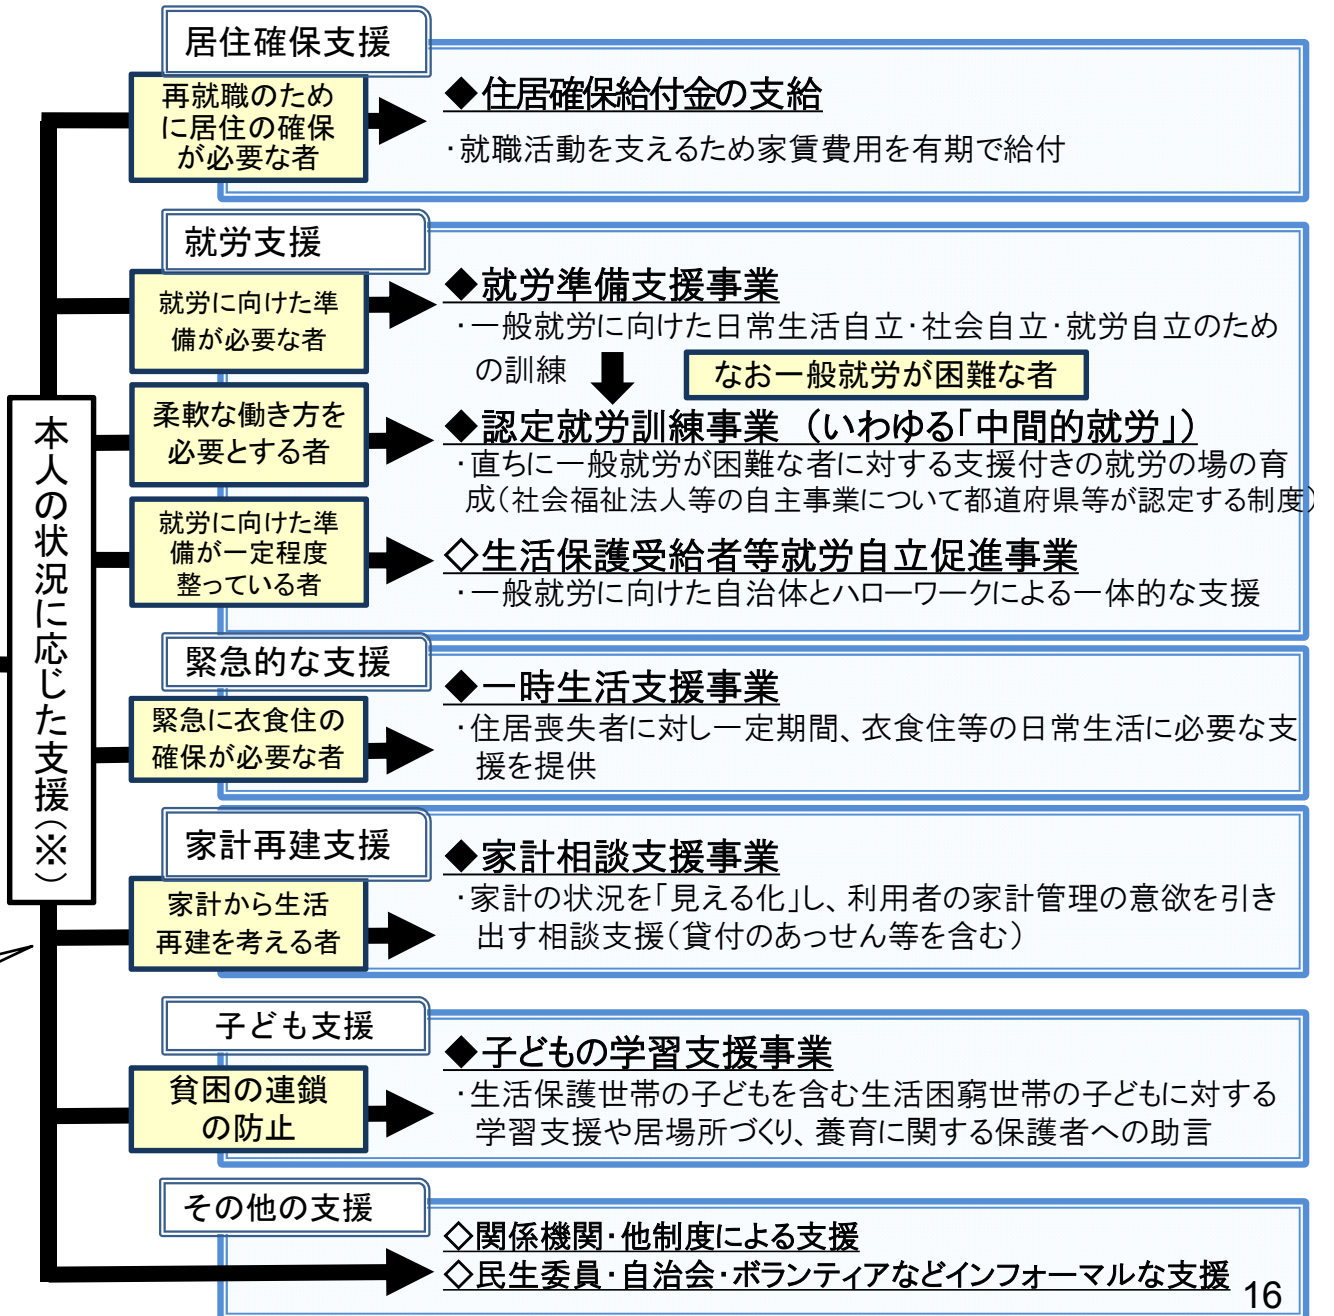 本人の状況に応じた支援(※)
居住確保支援
再就職のため
に居住の確保
が必要な者
◆住居確保給付金の支給
・就職活動を支えるため家賃費用を有期で給付
就労支援
就労に向けた準
備が必要な者
◆就労準備支援事業
・一般就労に向けた日常生活自立・社会自立・就労自立のため
の訓練
なお一般就労が困難な者
柔軟な働き方を
必要とする者
◆認定就労訓練事業 (いわゆる「中間的就労」)
・直ちに一般就労が困難な者に対する支援付きの就労の場の育
成(社会福祉法人等の自主事業について都道府県等が認定する制度)
就労に向けた準
備が一定程度
整っている者
◇生活保護受給者等就労自立促進事業
・一般就労に向けた自治体とハローワークによる一体的な支援
緊急的な支援
緊急に衣食住の
確保が必要な者
◆一時生活支援事業
・住居喪失者に対し一定期間、衣食住等の日常生活に必要な支
援を提供
家計再建支援
家計から生活
再建を考える者
◆家計相談支援事業
・家計の状況を「見える化」し、利用者の家計管理の意欲を引き
出す相談支援(貸付のあっせん等を含む)
子ども支援
貧困の連鎖
の防止
◆子どもの学習支援事業
・生活保護世帯の子どもを含む生活困窮世帯の子どもに対する
学習支援や居場所づくり、養育に関する保護者への助言
その他の支援
◇関係機関・他制度による支援
◇民生委員・自治会・ボランティアなどインフォーマルな支援
16